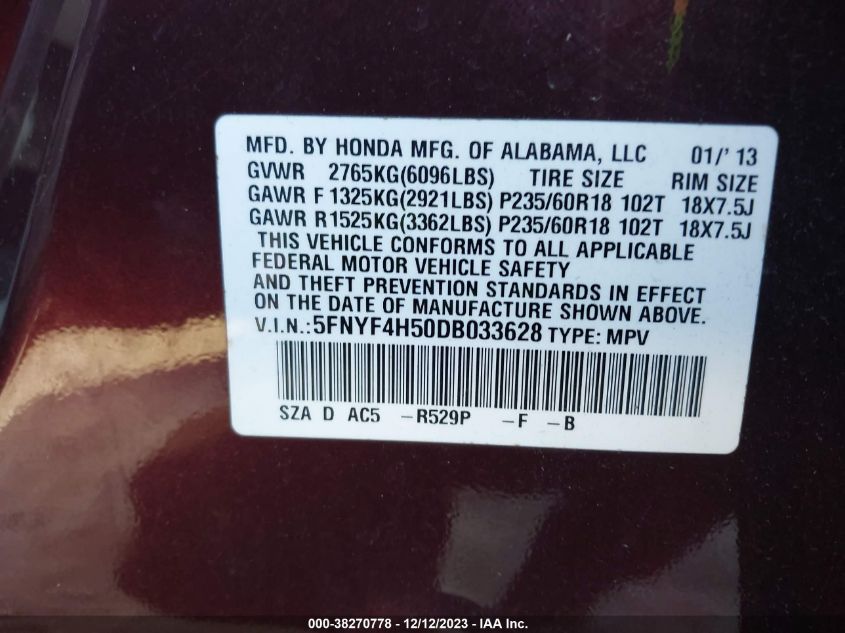 MFD. BY HONDA MFG. OF ALABAMA, LLC 01/' 13
GVWR 2765KG(6096LBS) TIRE SIZE RIM SIZE
GAWR F 1325KG(2921LBS) P235/60R18 102T 18X7.5J
GAWR R1525KG(3362LBS) P235/60R18 102T 18X7.5J
THIS VEHICLE CONFORMS TO ALL APPLICABLE
FEDERAL MOTOR VEHICLE SAFETY
AND THEFT PREVENTION STANDARDS IN EFFECT
ON THE DATE OF MANUFACTURE SHOWN ABOVE.
V.I.N.:5FNYF4H50DB033628 TYPE: MPV
SZA D AC5 –R529P –F –B
000-38270778 - 12/12/2023 - IAA Inc.